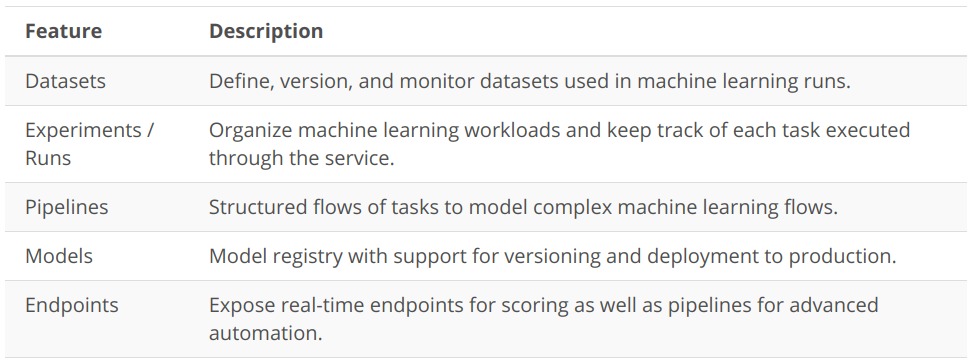 Feature Description
Datasets Define, version, and monitor datasets used in machine learning runs.
Experiments / Organize machine learning workloads and keep track of each task executed
Runs through the service.
Pipelines Structured flows of tasks to model complex machine learning flows.
Models Model registry with support for versioning and deployment to production.
Endpoints Expose real-time endpoints for scoring as well as pipelines for advanced
automation.